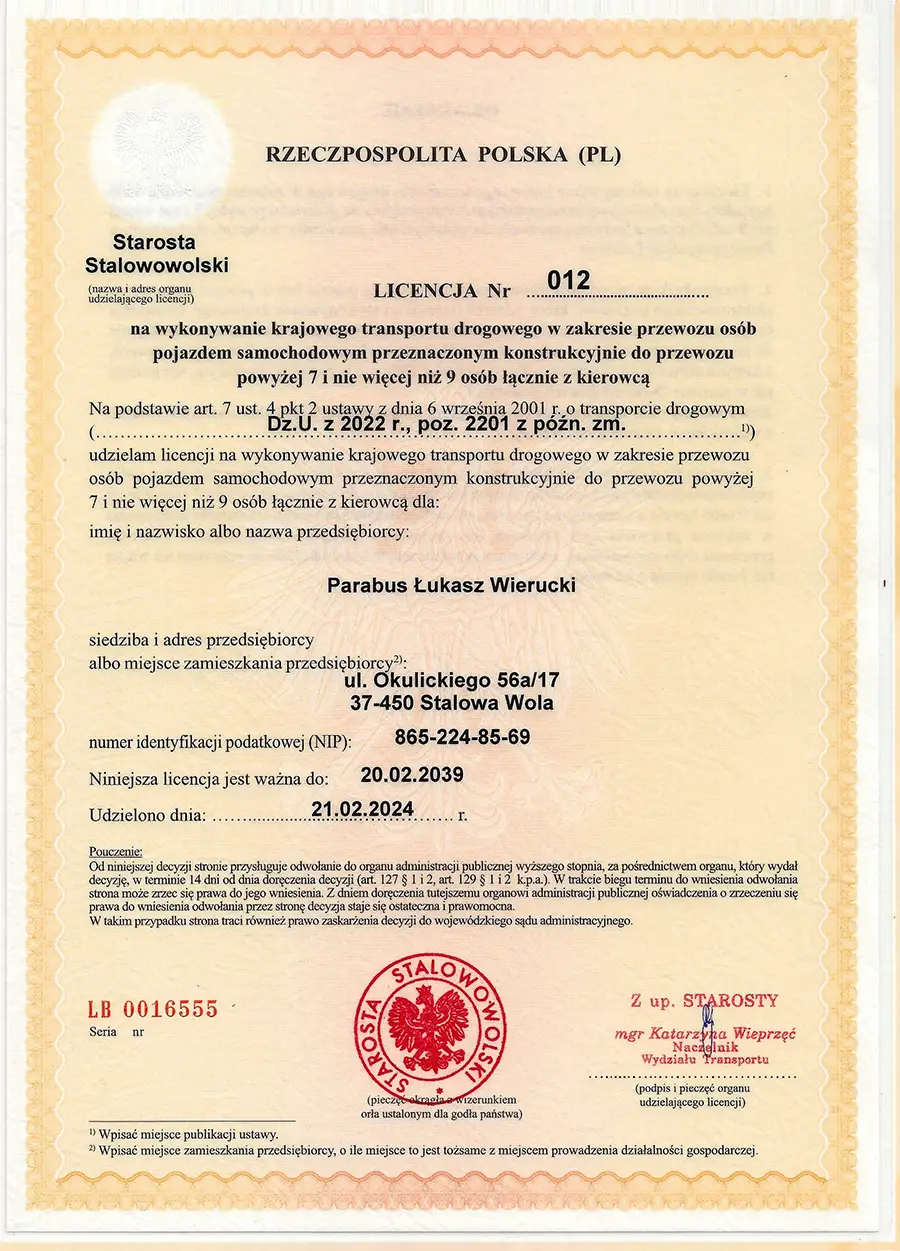 RZECZPOSPOLITA POLSKA (PL)
Starosta
Stalowowolski
(nazwa i adres organu
udzielającego licencji)
LICENCJA Nr 012
na wykonywanie krajowego transportu drogowego w zakresie przewozu osób
pojazdem samochodowym przeznaczonym konstrukcyjnie do przewozu
powyżej 7 i nie więcej niż 9 osób łącznie z kierowcą
Na podstawie art. 7 ust. 4 pkt 2 ustawy z dnia 6 września 2001 r. o transporcie drogowym
(Dz.U. z 2022 r., poz. 2201 z późn. zm. ¹⁾)
udzielam licencji na wykonywanie krajowego transportu drogowego w zakresie przewozu
osób pojazdem samochodowym przeznaczonym konstrukcyjnie do przewozu powyżej
7 i nie więcej niż 9 osób łącznie z kierowcą dla:
imię i nazwisko albo nazwa przedsiębiorcy:
Parabus Łukasz Wierucki
siedziba i adres przedsiębiorcy
albo miejsce zamieszkania przedsiębiorcy²⁾:
ul. Okulickiego 56a/17
37-450 Stalowa Wola
numer identyfikacji podatkowej (NIP): 865-224-85-69
Niniejsza licencja jest ważna do: 20.02.2039
Udzielono dnia: 21.02.2024 r.
Pouczenie:
Od niniejszej decyzji stronie przysługuje odwołanie do organu administracji publicznej wyższego stopnia, za pośrednictwem organu, który wydał
decyzję, w terminie 14 dni od dnia doręczenia decyzji (art. 127 § 1 i 2, art. 129 § 1 i 2 k.p.a.). W trakcie biegu terminu do wniesienia odwołania
strona może zrzec się prawa do jego wniesienia. Z dniem doręczenia tutejszemu organowi administracji publicznej oświadczenia o zrzeczeniu się
prawa do wniesienia odwołania przez stronę decyzja staje się ostateczna i prawomocna.
W takim przypadku strona traci również prawo zaskarżenia decyzji do wojewódzkiego sądu administracyjnego.
LB 0016555
Seria nr
STAROSTA STALOWOWOLSKI
(pieczęć okrągła z wizerunkiem
orła ustalonym dla godła państwa)
Z up. STAROSTY
mgr Katarzyna Wieprzęć
Naczelnik
Wydziału Transportu
(podpis i pieczęć organu
udzielającego licencji)
¹⁾ Wpisać miejsce publikacji ustawy.
²⁾ Wpisać miejsce zamieszkania przedsiębiorcy, o ile miejsce to jest tożsame z miejscem prowadzenia działalności gospodarczej.